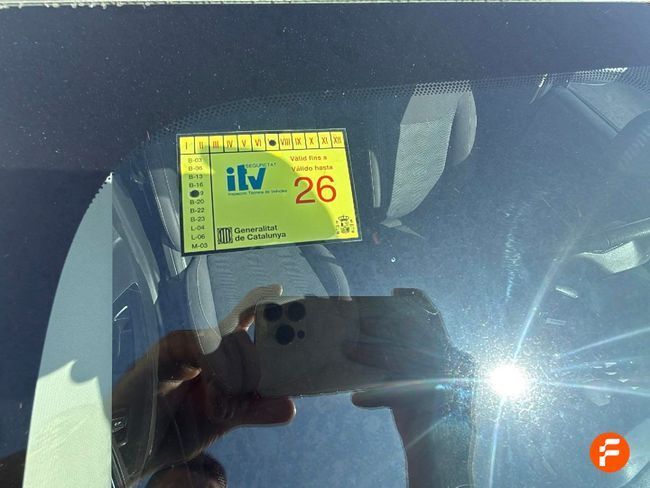 I II III IV V VI VIII IX X XI XII
B-03
B-06
B-13
B-16
9
B-20
B-22
B-23
L-04
L-06
M-03
SEGURETAT
itv
Inspecció Tècnica de Vehicles
Vàlid fins a
Válido hasta
26
Generalitat
de Catalunya